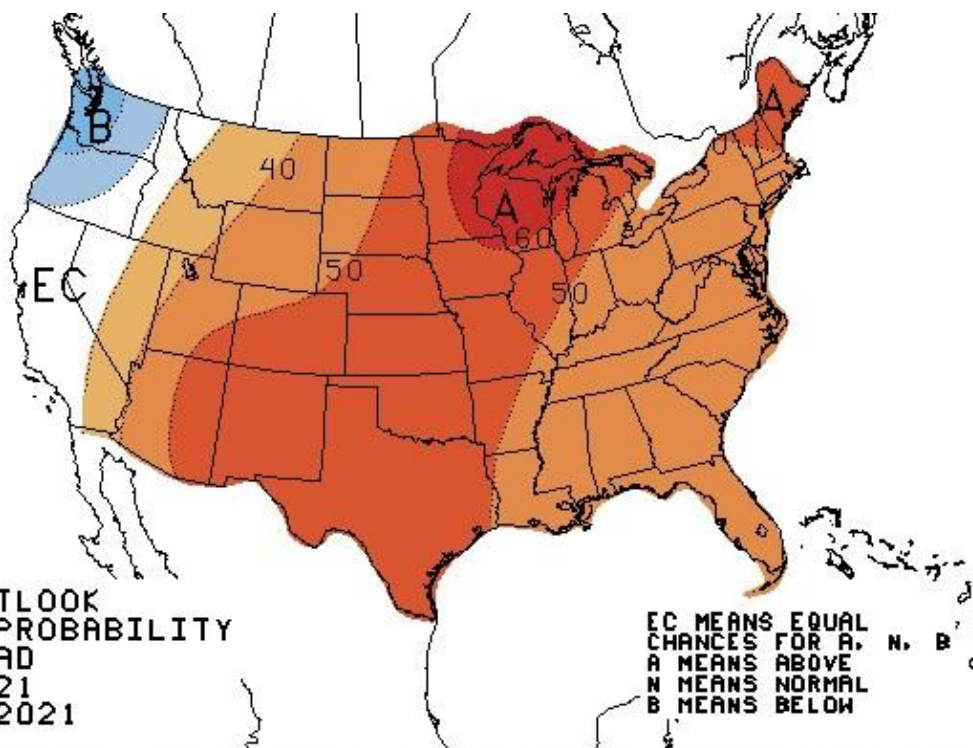 B
40
A
A
60
50
EC
50
TLOOK
PROBABILITY
AD
21
2021
EC MEANS EQUAL
CHANCES FOR A, N, B
A MEANS ABOVE
N MEANS NORMAL
B MEANS BELOW